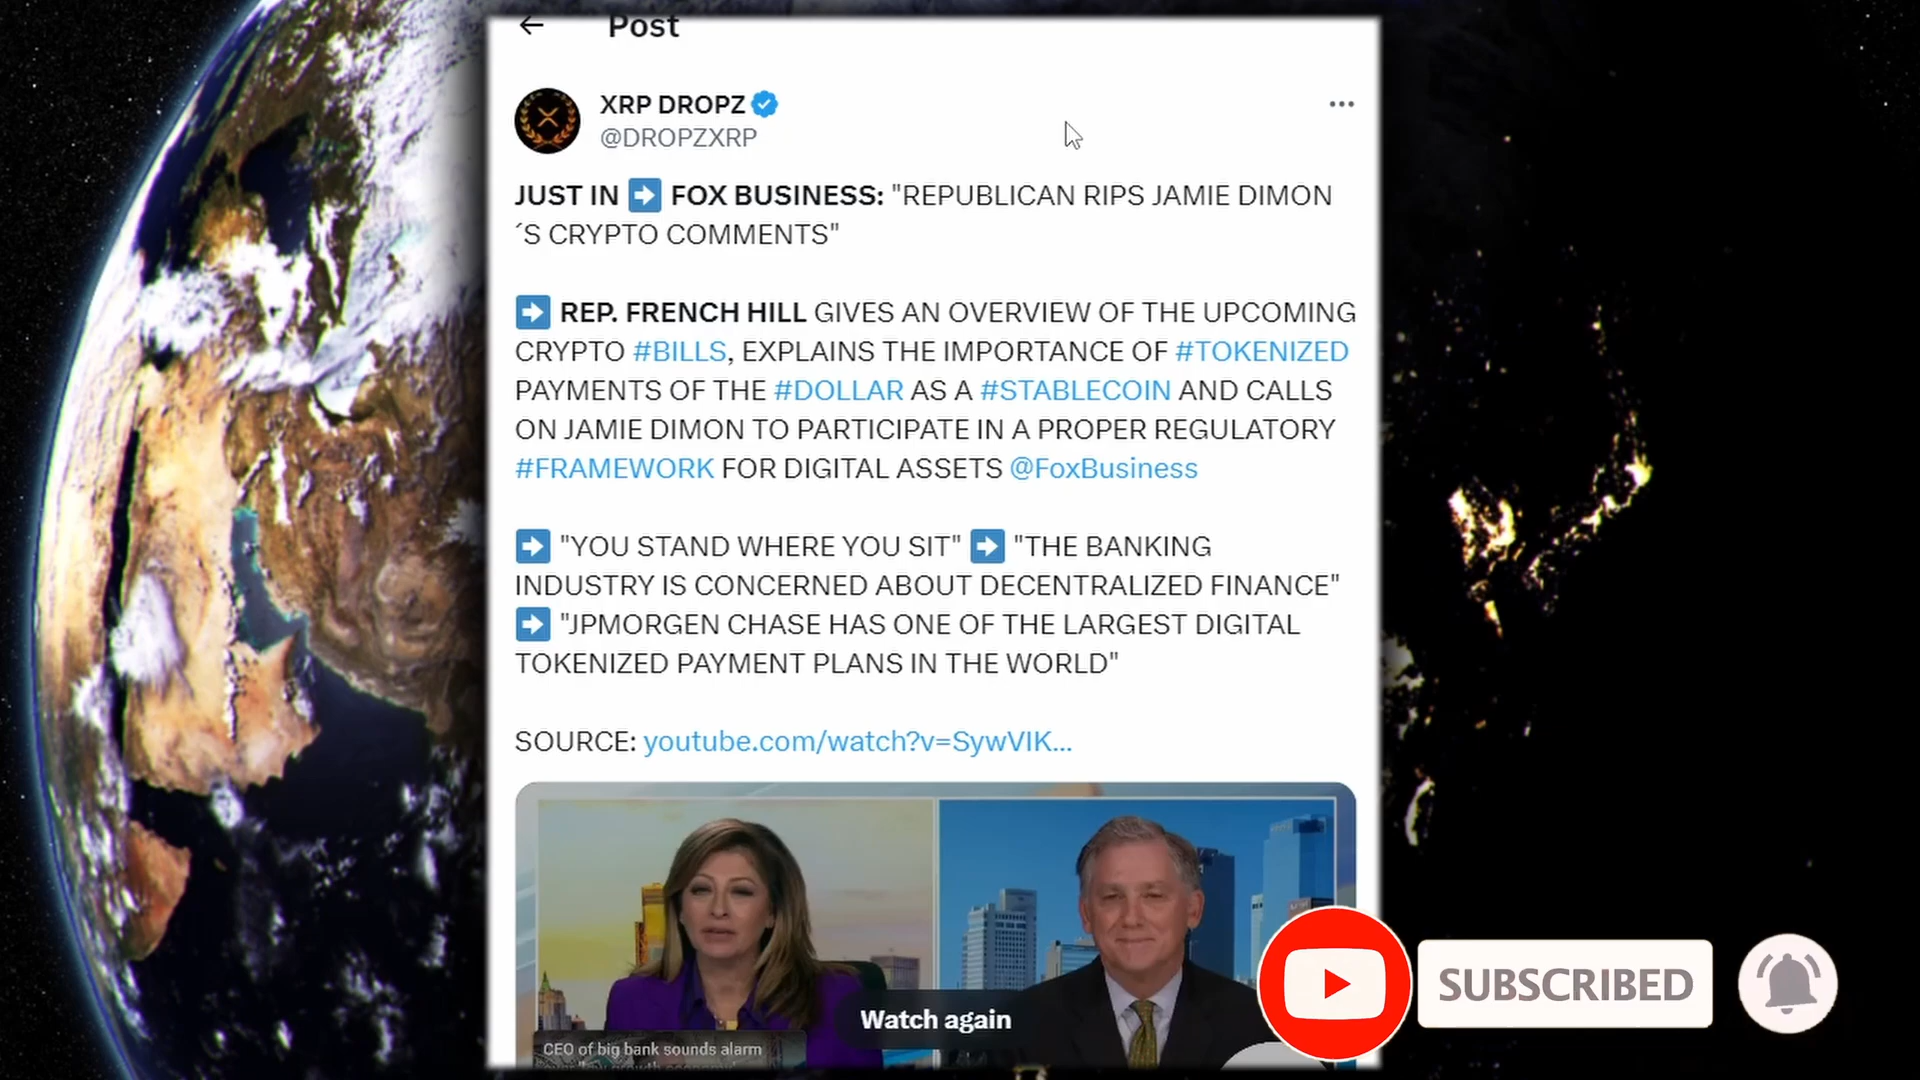 Post
XRP DROPZ
@DROPZXRP
JUST IN ➡ FOX BUSINESS: "REPUBLICAN RIPS JAMIE DIMON
´S CRYPTO COMMENTS"
➡ REP. FRENCH HILL GIVES AN OVERVIEW OF THE UPCOMING
CRYPTO #BILLS, EXPLAINS THE IMPORTANCE OF #TOKENIZED
PAYMENTS OF THE #DOLLAR AS A #STABLECOIN AND CALLS
ON JAMIE DIMON TO PARTICIPATE IN A PROPER REGULATORY
#FRAMEWORK FOR DIGITAL ASSETS @FoxBusiness
➡ "YOU STAND WHERE YOU SIT" ➡ "THE BANKING
INDUSTRY IS CONCERNED ABOUT DECENTRALIZED FINANCE"
➡ "JPMORGEN CHASE HAS ONE OF THE LARGEST DIGITAL
TOKENIZED PAYMENT PLANS IN THE WORLD"
SOURCE: youtube.com/watch?v=SywVIK...
Watch again
SUBSCRIBED
CEO of big bank sounds alarm